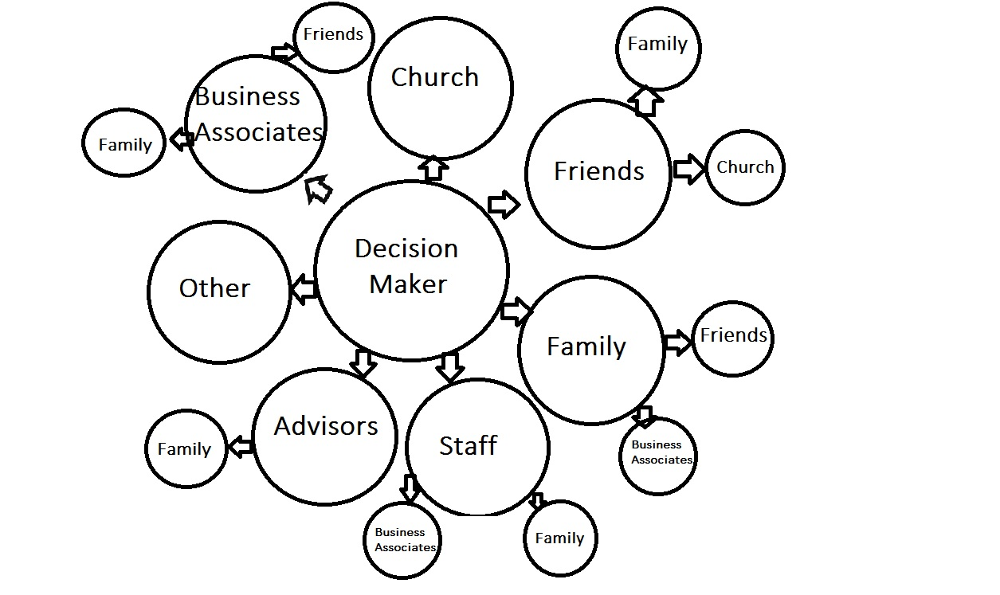 Friends
Church
Family
Business
Associates
Family
Friends
Church
Decision
Maker
Other
Family
Friends
Advisors
Staff
Family
Business
Associates
Business
Associates
Family